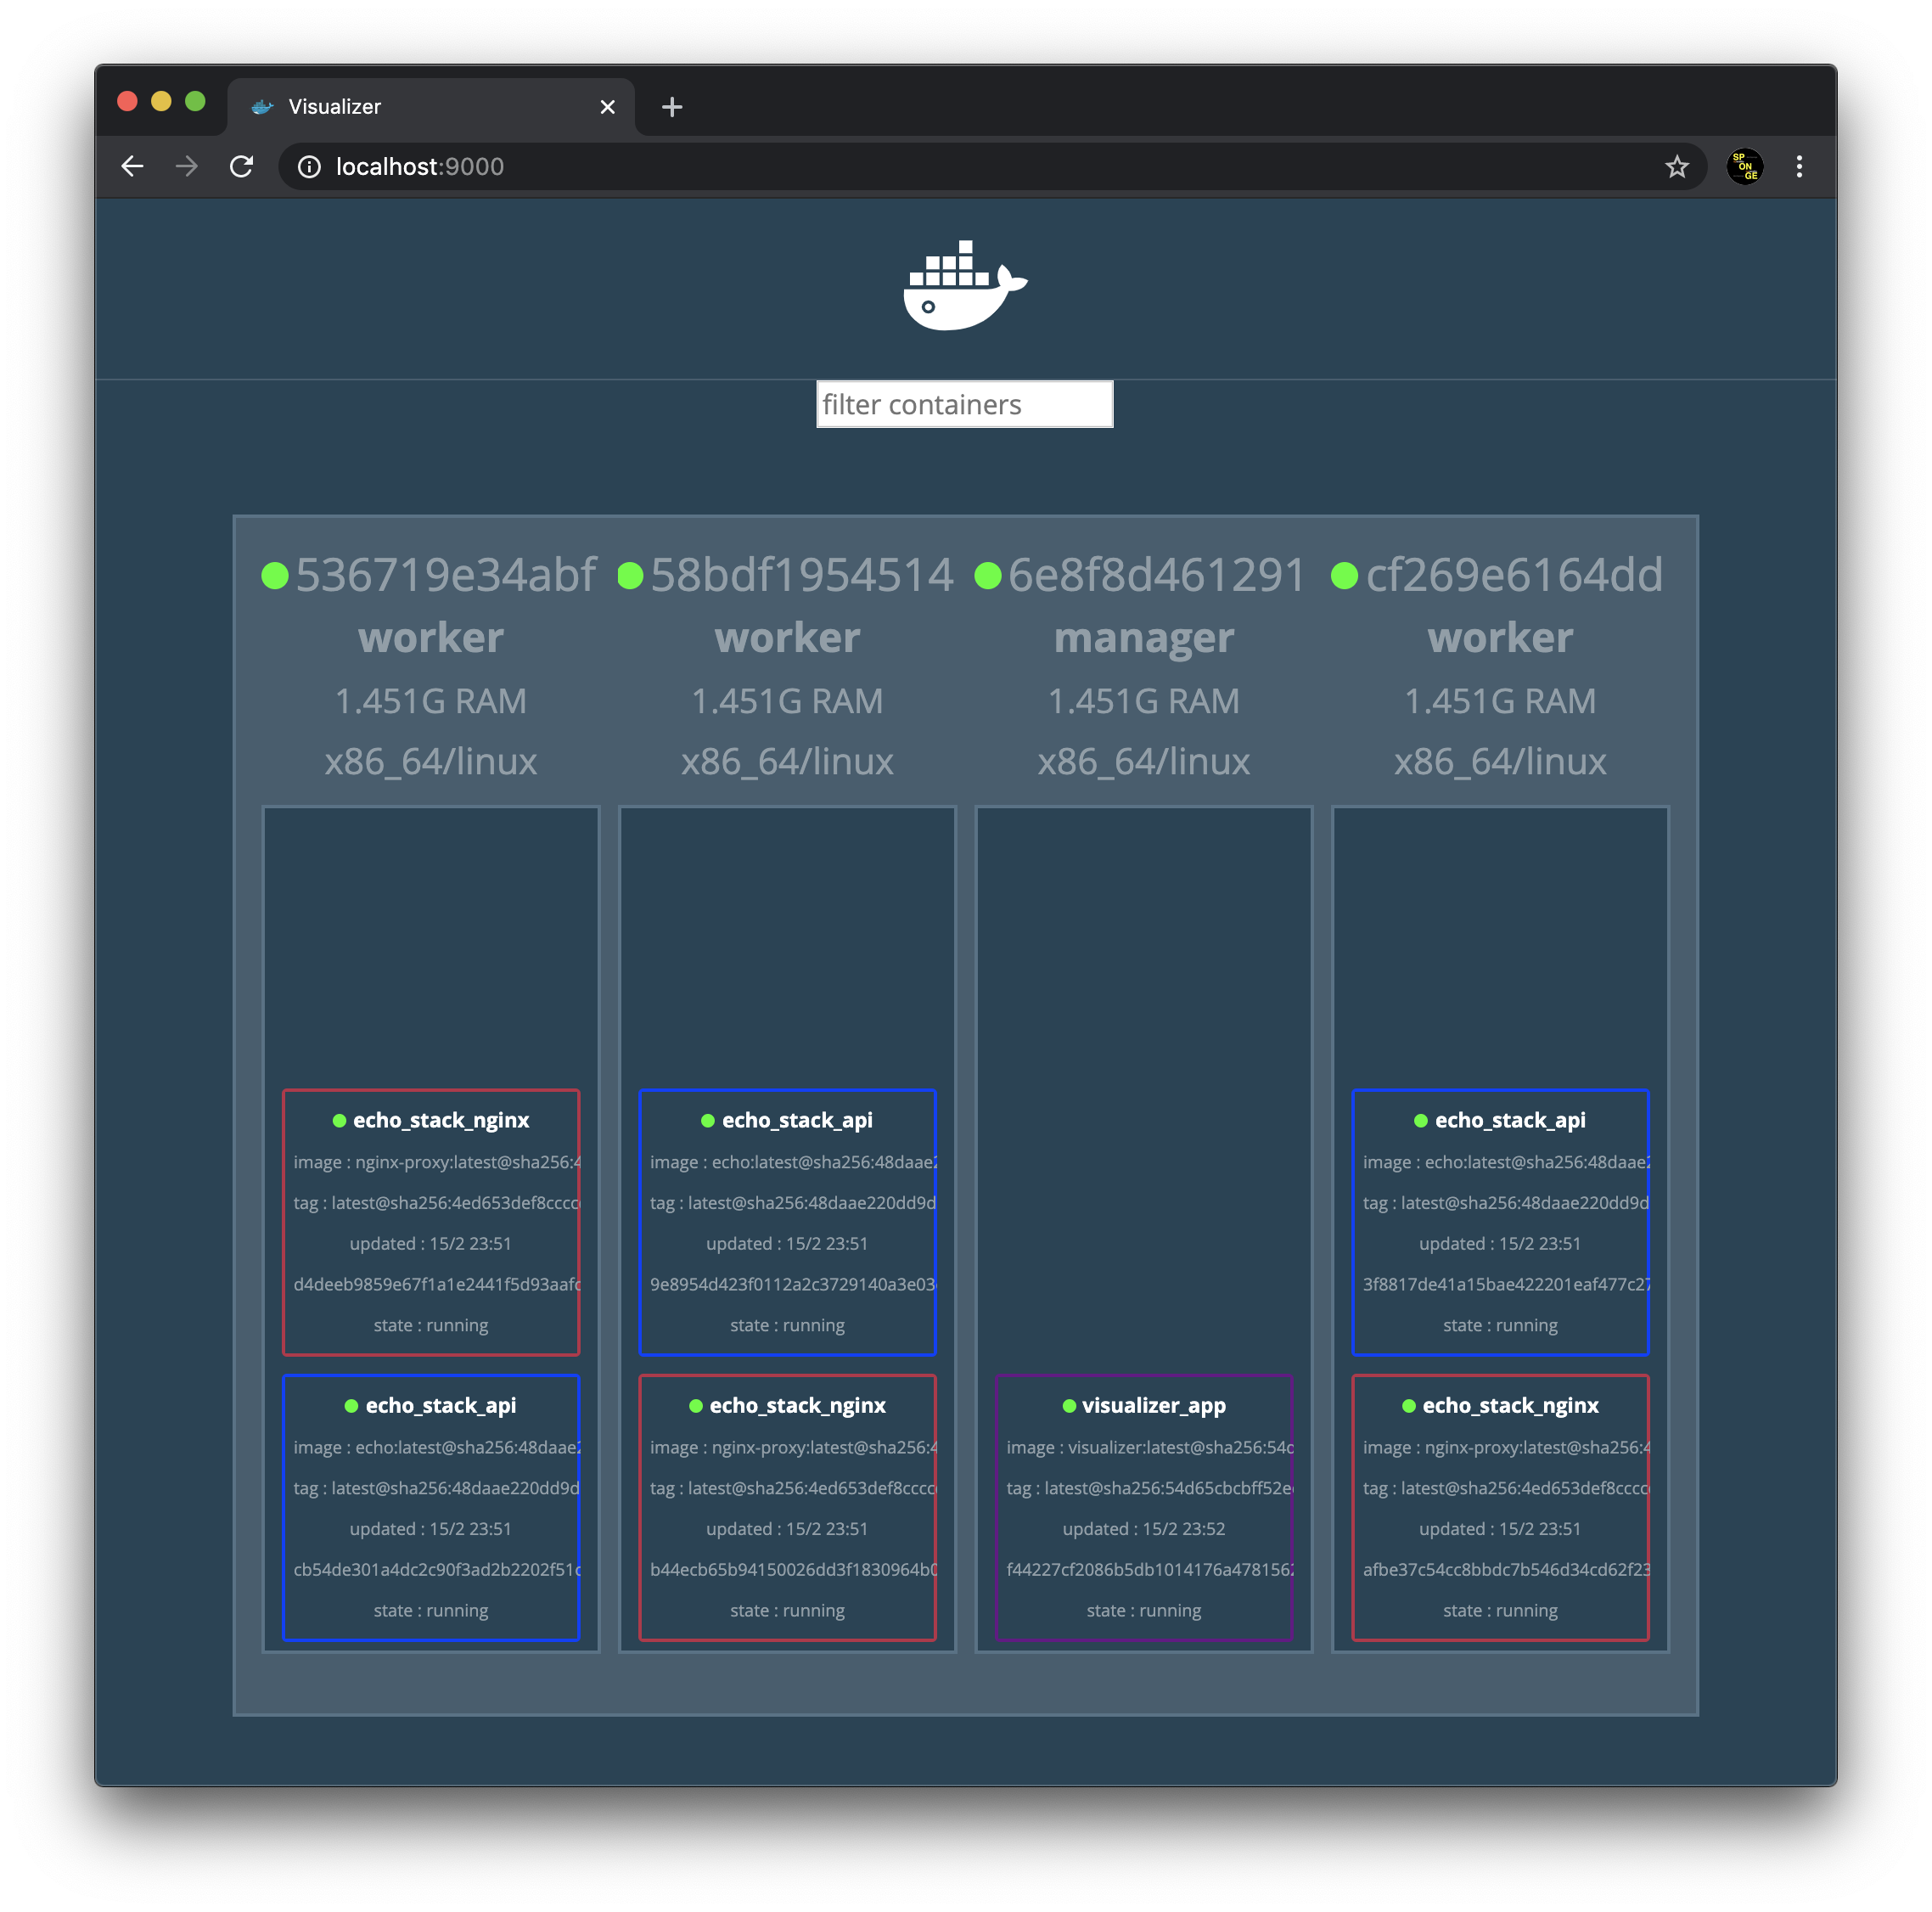 Visualizer
localhost:9000
SP
ON
GE
filter containers
536719e34abf
worker
1.451G RAM
x86_64/linux
echo_stack_nginx
image : nginx-proxy:latest@sha256:4
tag : latest@sha256:4ed653def8cccc
updated : 15/2 23:51
d4deeb9859e67f1a1e2441f5d93aafc
state : running
echo_stack_api
image : echo:latest@sha256:48daae2
tag : latest@sha256:48daae220dd9d
updated : 15/2 23:51
cb54de301a4dc2c90f3ad2b2202f51c
state : running
58bdf1954514
worker
1.451G RAM
x86_64/linux
echo_stack_api
image : echo:latest@sha256:48daae2
tag : latest@sha256:48daae220dd9d
updated : 15/2 23:51
9e8954d423f0112a2c3729140a3e03
state : running
echo_stack_nginx
image : nginx-proxy:latest@sha256:4
tag : latest@sha256:4ed653def8cccc
updated : 15/2 23:51
b44ecb65b94150026dd3f1830964b0
state : running
6e8f8d461291
manager
1.451G RAM
x86_64/linux
visualizer_app
image : visualizer:latest@sha256:54d
tag : latest@sha256:54d65cbcbff52e
updated : 15/2 23:52
f44227cf2086b5db1014176a4781562
state : running
cf269e6164dd
worker
1.451G RAM
x86_64/linux
echo_stack_api
image : echo:latest@sha256:48daae2
tag : latest@sha256:48daae220dd9d
updated : 15/2 23:51
3f8817de41a15bae422201eaf477c27
state : running
echo_stack_nginx
image : nginx-proxy:latest@sha256:4
tag : latest@sha256:4ed653def8cccc
updated : 15/2 23:51
afbe37c54cc8bbdc7b546d34cd62f23
state : running